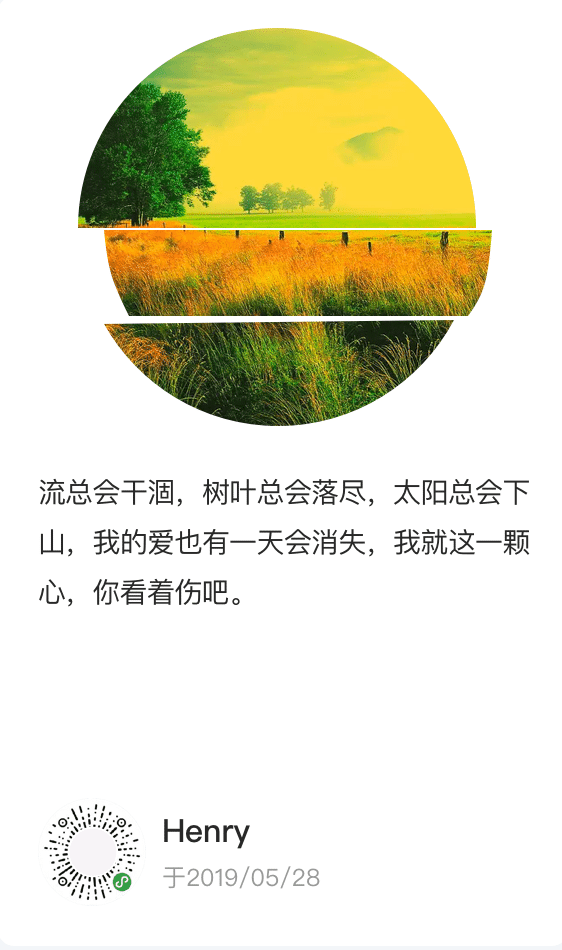 流总会干涸，树叶总会落尽，太阳总会下
山，我的爱也有一天会消失，我就这一颗
心，你看着伤吧。
Henry
于2019/05/28